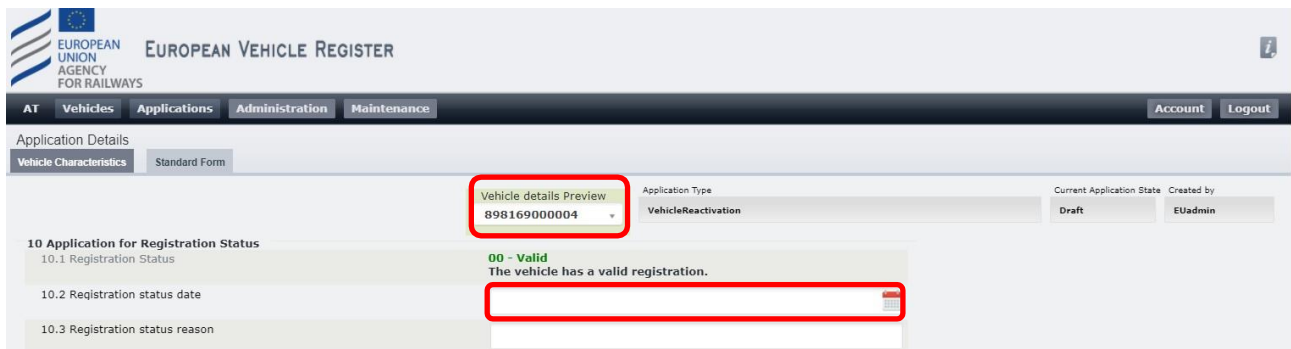 EUROPEAN
UNION
AGENCY
FOR RAILWAYS
EUROPEAN VEHICLE REGISTER
i
AT Vehicles Applications Administration Maintenance Account Logout
Application Details
Vehicle Characteristics Standard Form
Vehicle details Preview Application Type Current Application State Created by
898169000004 VehicleReactivation Draft EUadmin
10 Application for Registration Status
10.1 Registration Status 00 - Valid
The vehicle has a valid registration.
10.2 Registration status date
10.3 Registration status reason